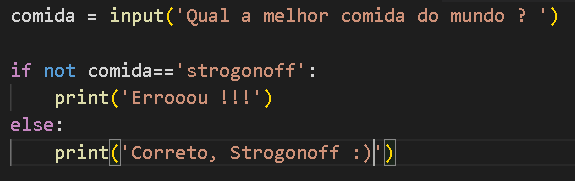 comida = input('Qual a melhor comida do mundo ? ')
if not comida=='strogonoff':
    print('Errooou !!!')
else:
    print('Correto, Strogonoff :)')